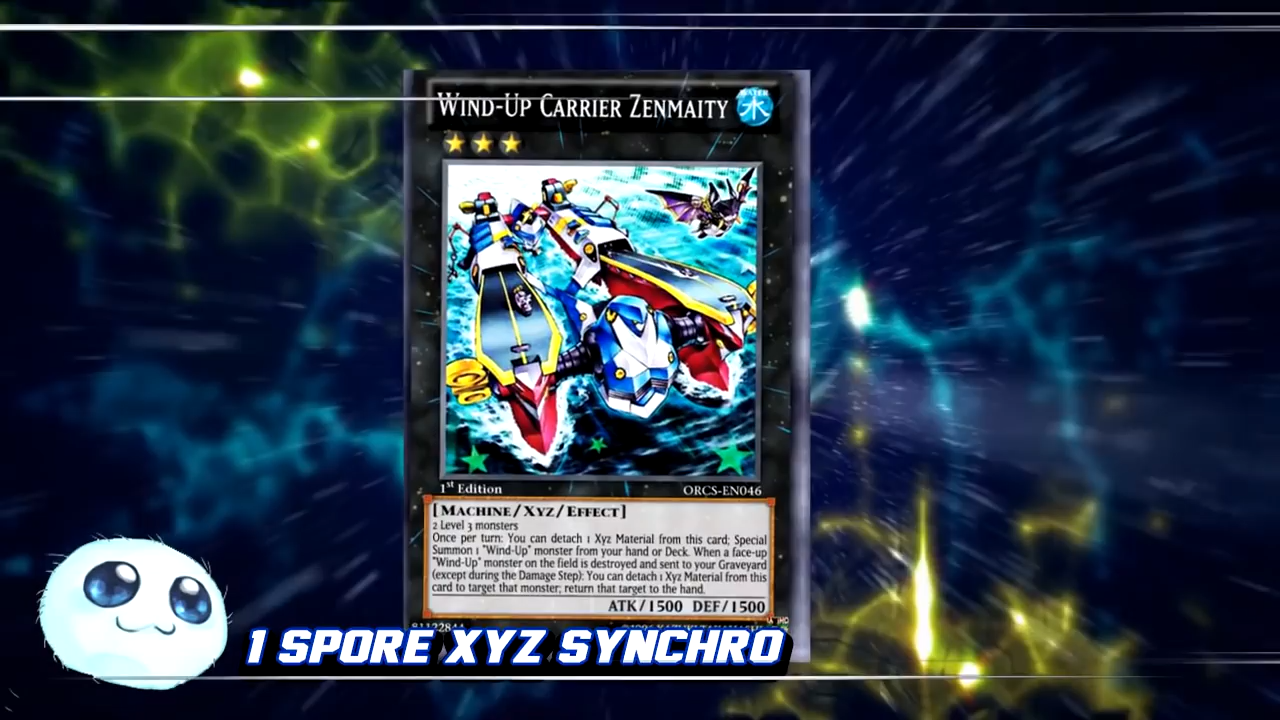 WIND-UP CARRIER ZENMAITY
WATER
水
1st Edition
ORCS-EN046
[MACHINE/XYZ/EFFECT]
2 Level 3 monsters
Once per turn: You can detach 1 Xyz Material from this card; Special
Summon 1 "Wind-Up" monster from your hand or Deck. When a face-up
"Wind-Up" monster on the field is destroyed and sent to your Graveyard
(except during the Damage Step): You can detach 1 Xyz Material from this
card to target that monster; return that target to the hand.
ATK/1500 DEF/1500
1 SPORE XYZ SYNCHRO